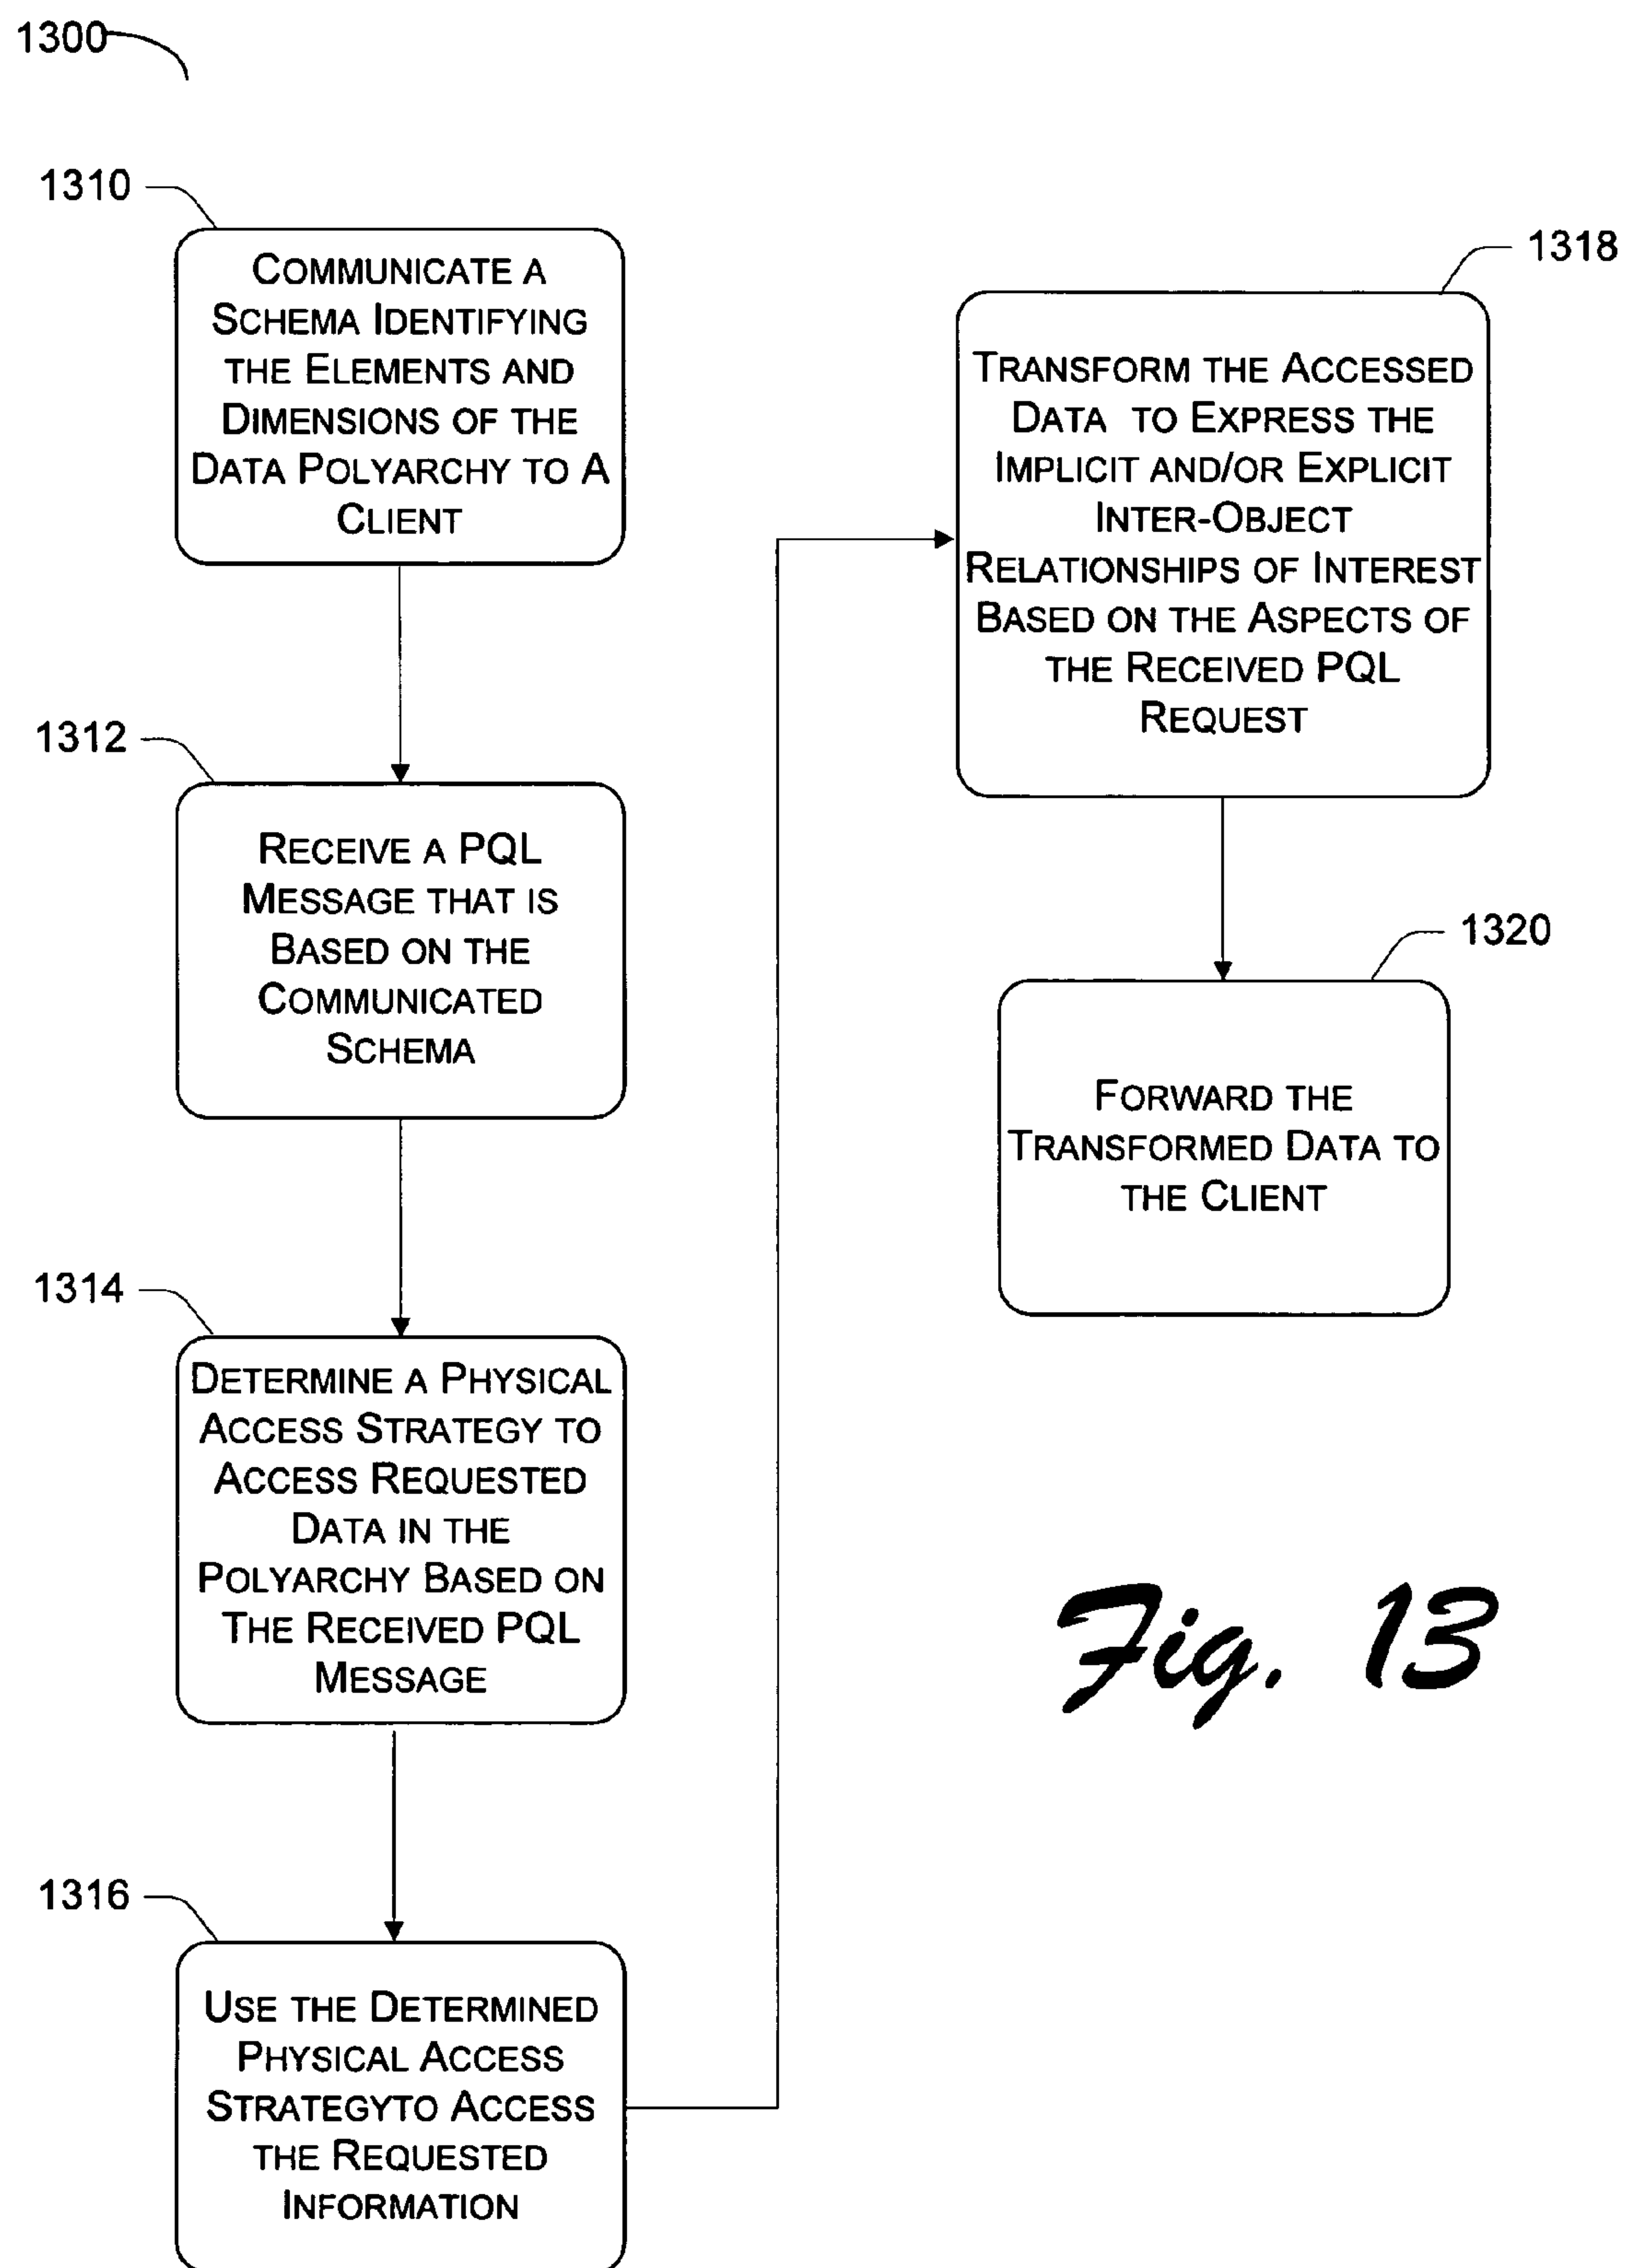 1300
1310
COMMUNICATE A
SCHEMA IDENTIFYING
THE ELEMENTS AND
DIMENSIONS OF THE
DATA POLYARCHY TO A
CLIENT
1312
RECEIVE A PQL
MESSAGE THAT IS
BASED ON THE
COMMUNICATED
SCHEMA
1314
DETERMINE A PHYSICAL
ACCESS STRATEGY TO
ACCESS REQUESTED
DATA IN THE
POLYARCHY BASED ON
THE RECEIVED PQL
MESSAGE
1316
USE THE DETERMINED
PHYSICAL ACCESS
STRATEGYTO ACCESS
THE REQUESTED
INFORMATION
1318
TRANSFORM THE ACCESSED
DATA TO EXPRESS THE
IMPLICIT AND/OR EXPLICIT
INTER-OBJECT
RELATIONSHIPS OF INTEREST
BASED ON THE ASPECTS OF
THE RECEIVED PQL
REQUEST
1320
FORWARD THE
TRANSFORMED DATA TO
THE CLIENT
Fig. 13